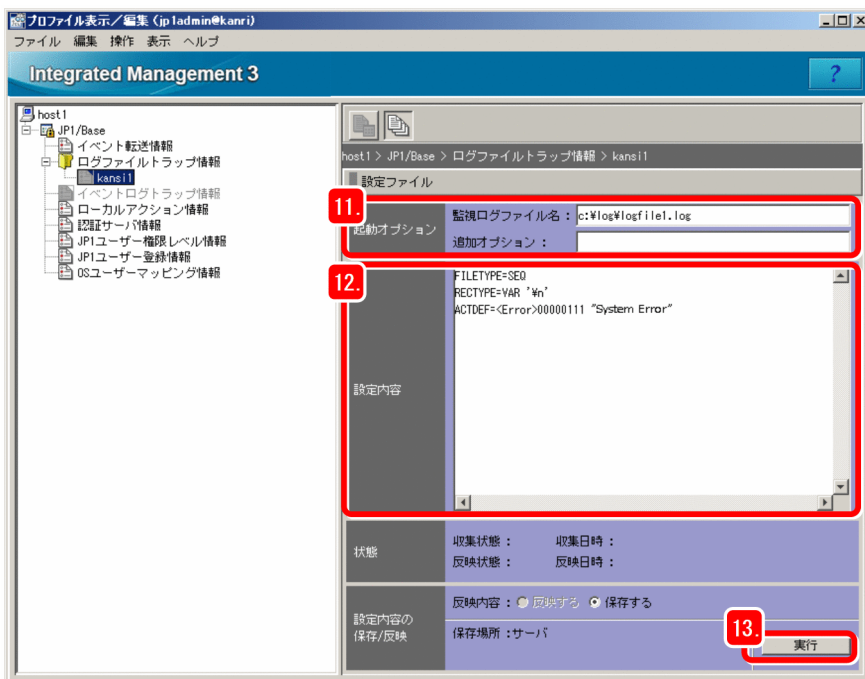 プロファイル表示／編集 (jp1admin@kanri)
ファイル 編集 操作 表示 ヘルプ
Integrated Management 3
?
host1
JP1/Base
イベント転送情報
ログファイルトラップ情報
kansi1
イベントログトラップ情報
ローカルアクション情報
認証サーバ情報
JP1ユーザー権限レベル情報
JP1ユーザー登録情報
OSユーザーマッピング情報
host1 > JP1/Base > ログファイルトラップ情報 > kansi1
設定ファイル
11.
起動オプション
監視ログファイル名： c:¥log¥logfile1.log
追加オプション：
12.
設定内容
FILETYPE=SEQ
RECTYPE=VAR '¥n'
ACTDEF=<Error>00000111 "System Error"
状態
収集状態： 収集日時：
反映状態： 反映日時：
設定内容の
保存/反映
反映内容： 反映する 保存する
保存場所：サーバ
13.
実行